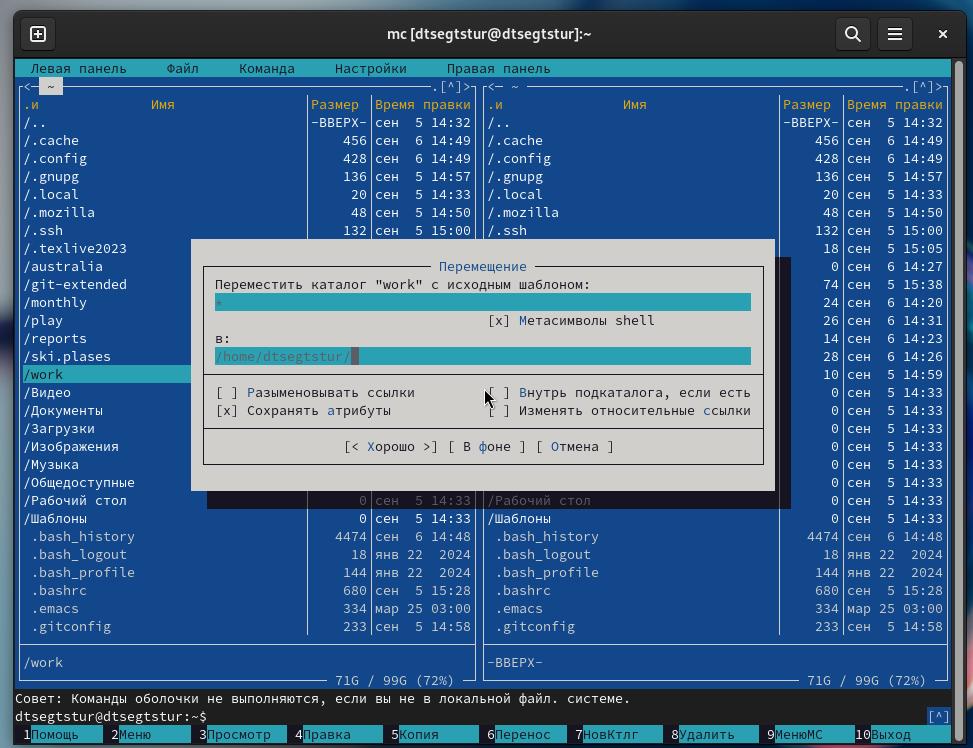 mc [dtsegtstur@dtsegtstur]:~
Левая панель Файл Команда Настройки Правая панель
<─ ~ .[^]> <─ ~ .[^]>
.и Имя Размер Время правки .и Имя Размер Время правки
/.. -ВВЕРХ- сен 5 14:32 /.. -ВВЕРХ- сен 5 14:32
/.cache 456 сен 6 14:49 /.cache 456 сен 6 14:49
/.config 428 сен 6 14:49 /.config 428 сен 6 14:49
/.gnupg 136 сен 5 14:57 /.gnupg 136 сен 5 14:57
/.local 20 сен 5 14:33 /.local 20 сен 5 14:33
/.mozilla 48 сен 5 14:50 /.mozilla 48 сен 5 14:50
/.ssh 132 сен 5 15:00 /.ssh 132 сен 5 15:00
/.texlive2023 18 сен 5 15:05
/australia Перемещение 0 сен 6 14:27
/git-extended Переместить каталог "work" с исходным шаблоном: 74 сен 5 15:38
/monthly * 24 сен 6 14:20
/play [x] Метасимволы shell 26 сен 6 14:31
/reports в: 14 сен 6 14:28
/ski.plases /home/dtsegtstur/ 28 сен 6 14:26
/work 10 сен 5 14:59
/Видео [ ] Разыменовывать ссылки [ ] Внутрь подкаталога, если есть 0 сен 5 14:33
/Документы [x] Сохранять атрибуты [ ] Изменять относительные ссылки 0 сен 5 14:33
/Загрузки 0 сен 5 14:33
/Изображения [< Хорошо >] [ В фоне ] [ Отмена ] 0 сен 5 14:33
/Музыка 0 сен 5 14:33
/Общедоступные 0 сен 5 14:33
/Рабочий стол 0 сен 5 14:33 /Рабочий стол 0 сен 5 14:33
/Шаблоны 0 сен 5 14:33 /Шаблоны 0 сен 5 14:33
.bash_history 4474 сен 6 14:48 .bash_history 4474 сен 6 14:48
.bash_logout 18 янв 22 2024 .bash_logout 18 янв 22 2024
.bash_profile 144 янв 22 2024 .bash_profile 144 янв 22 2024
.bashrc 680 сен 5 15:28 .bashrc 680 сен 5 15:28
.emacs 334 мар 25 03:00 .emacs 334 мар 25 03:00
.gitconfig 233 сен 5 14:58 .gitconfig 233 сен 5 14:58
/work -ВВЕРХ-
71G / 99G (72%) 71G / 99G (72%)
Совет: Команды оболочки не выполняются, если вы не в локальной файл. системе.
dtsegtstur@dtsegtstur:~$ [^]
1Помощь 2Меню 3Просмотр 4Правка 5Копия 6Перенос 7НовКтлг 8Удалить 9МенюМС 10Выход